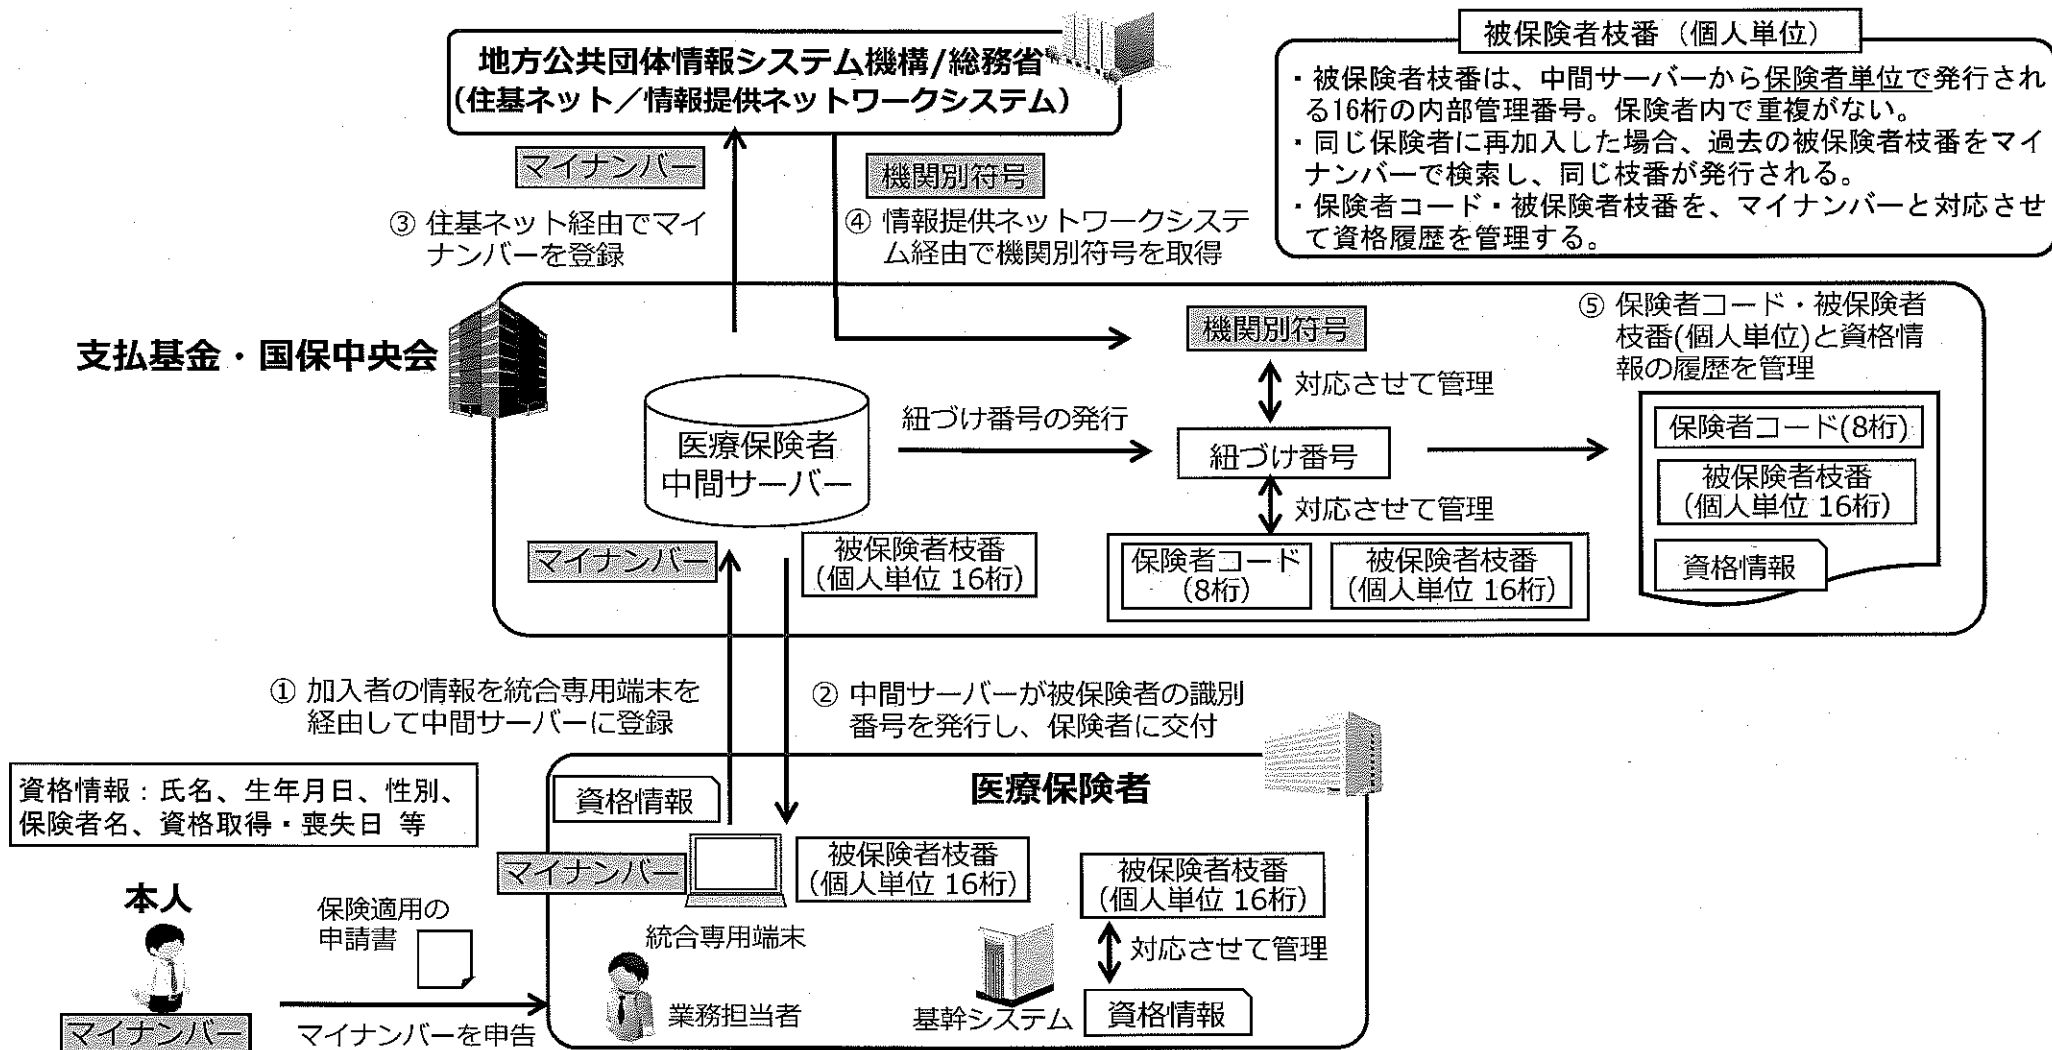 地方公共団体情報システム機構/総務省
（住基ネット／情報提供ネットワークシステム）
マイナンバー
機関別符号
③ 住基ネット経由でマイ
ナンバーを登録
④ 情報提供ネットワークシステ
ム経由で機関別符号を取得
被保険者枝番（個人単位）
・被保険者枝番は、中間サーバーから保険者単位で発行され
る16桁の内部管理番号。保険者内で重複がない。
・同じ保険者に再加入した場合、過去の被保険者枝番をマイ
ナンバーで検索し、同じ枝番が発行される。
・保険者コード・被保険者枝番を、マイナンバーと対応させ
て資格履歴を管理する。
支払基金・国保中央会
医療保険者
中間サーバー
紐づけ番号の発行
機関別符号
対応させて管理
紐づけ番号
対応させて管理
保険者コード
（8桁）
被保険者枝番
（個人単位 16桁）
⑤ 保険者コード・被保険者
枝番(個人単位)と資格情
報の履歴を管理
保険者コード(8桁)
被保険者枝番
（個人単位 16桁）
資格情報
マイナンバー
被保険者枝番
（個人単位 16桁）
① 加入者の情報を統合専用端末を
経由して中間サーバーに登録
② 中間サーバーが被保険者の識別
番号を発行し、保険者に交付
資格情報：氏名、生年月日、性別、
保険者名、資格取得・喪失日 等
医療保険者
資格情報
マイナンバー
統合専用端末
被保険者枝番
（個人単位 16桁）
業務担当者
基幹システム
被保険者枝番
（個人単位 16桁）
対応させて管理
資格情報
本人
マイナンバー
保険適用の
申請書
マイナンバーを申告